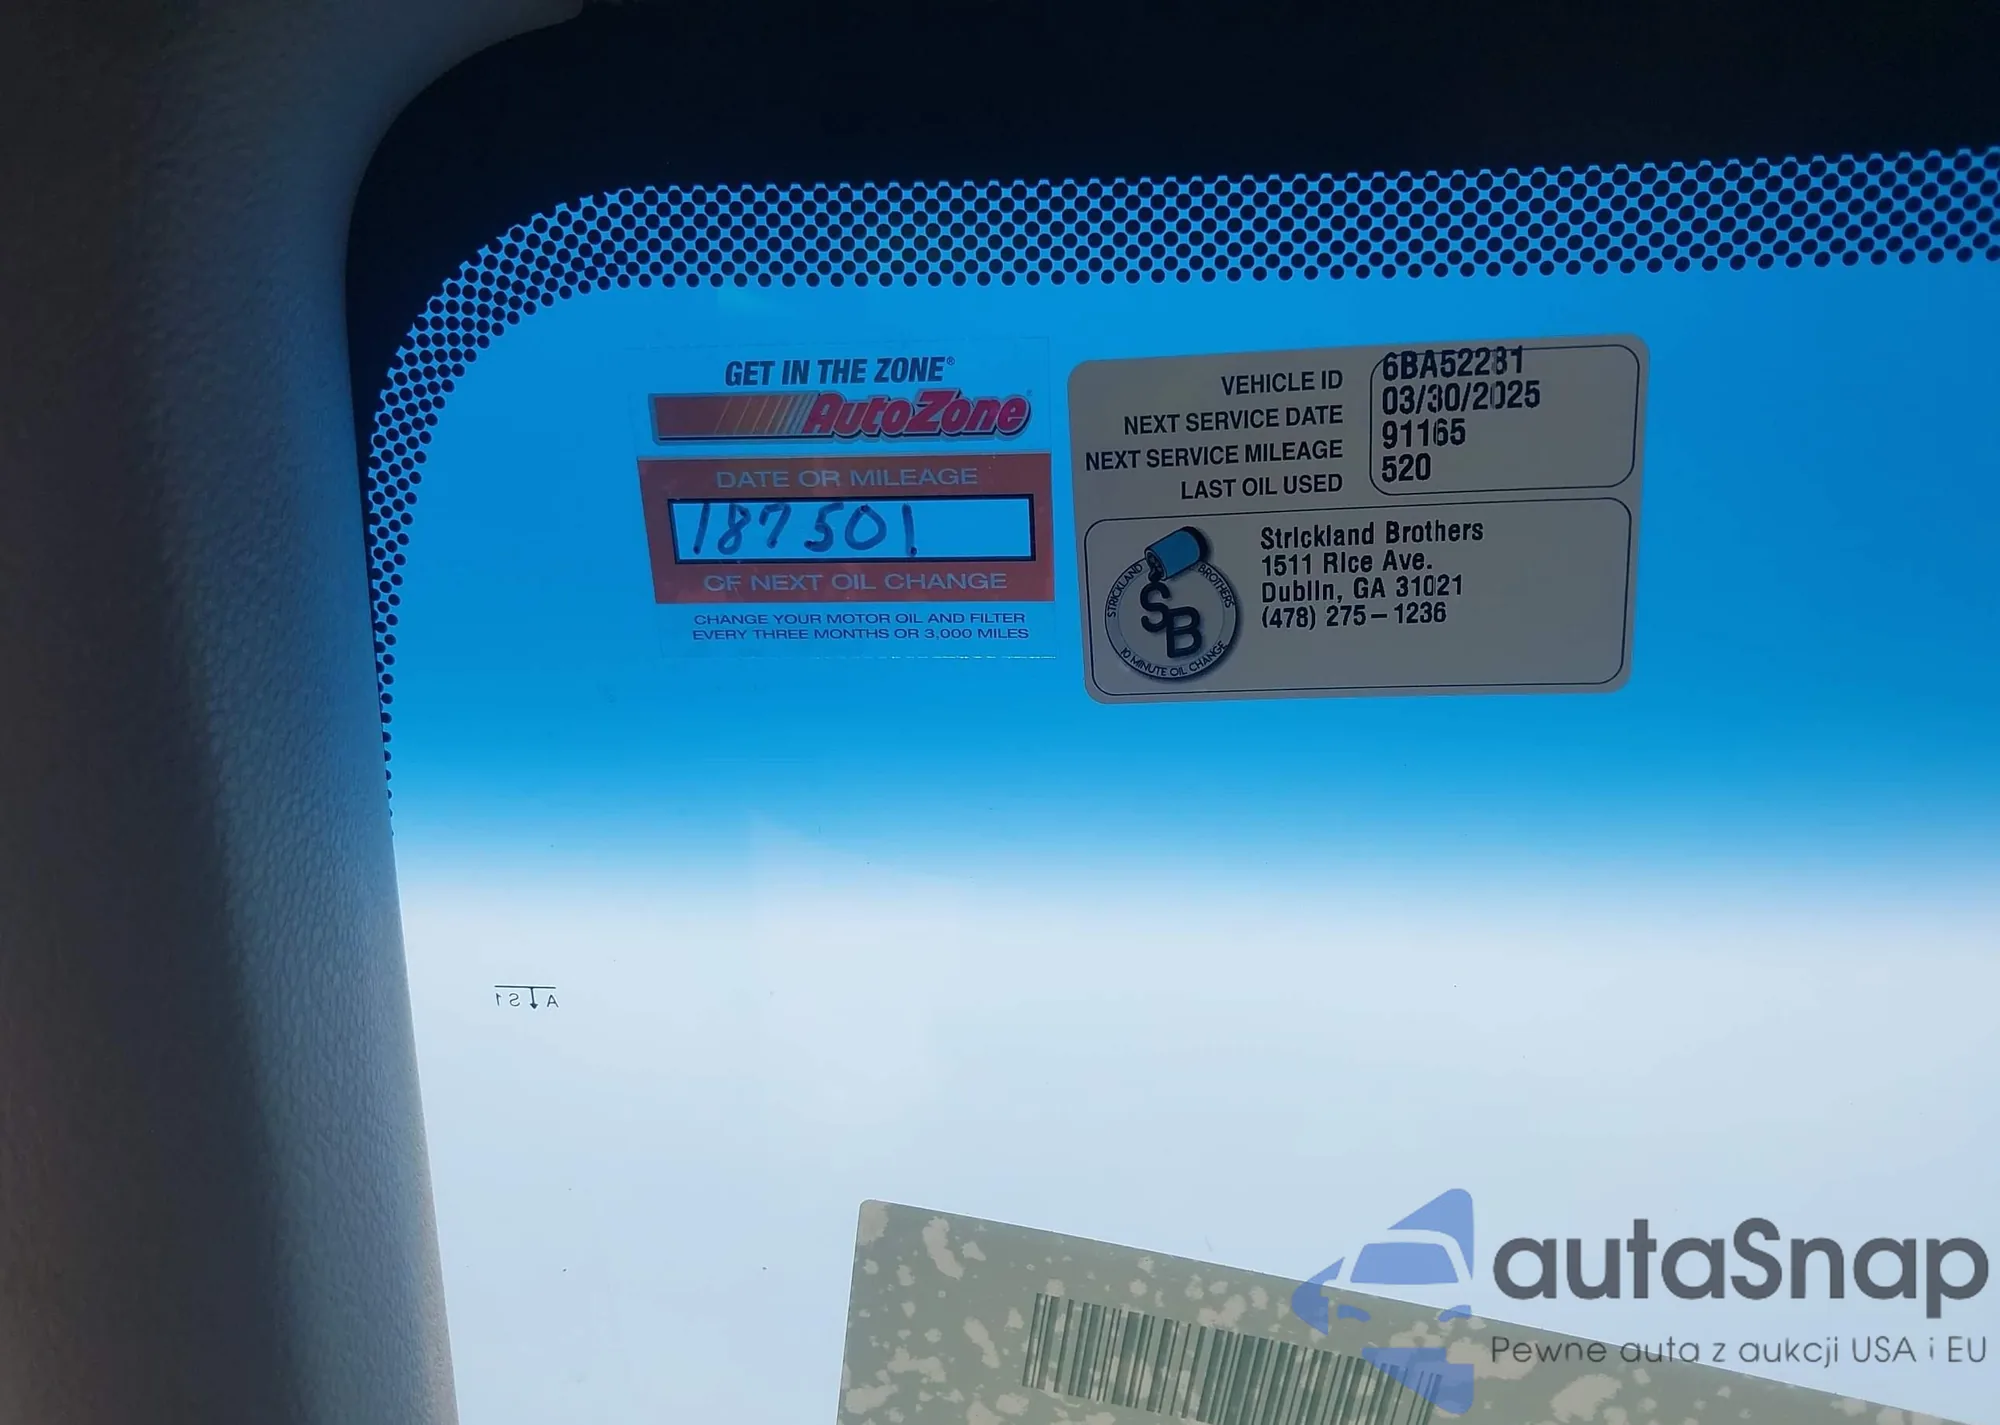 GET IN THE ZONE®
AutoZone
DATE OR MILEAGE
187501
OF NEXT OIL CHANGE
CHANGE YOUR MOTOR OIL AND FILTER
EVERY THREE MONTHS OR 3,000 MILES
VEHICLE ID 6BA52281
NEXT SERVICE DATE 03/30/2025
NEXT SERVICE MILEAGE 91165
LAST OIL USED 520
STRICKLAND BROTHERS
SB
10 MINUTE OIL CHANGE
Strickland Brothers
1511 Rice Ave.
Dublin, GA 31021
(478) 275-1236
A S1
autaSnap
Pewne auta z aukcji USA i EU